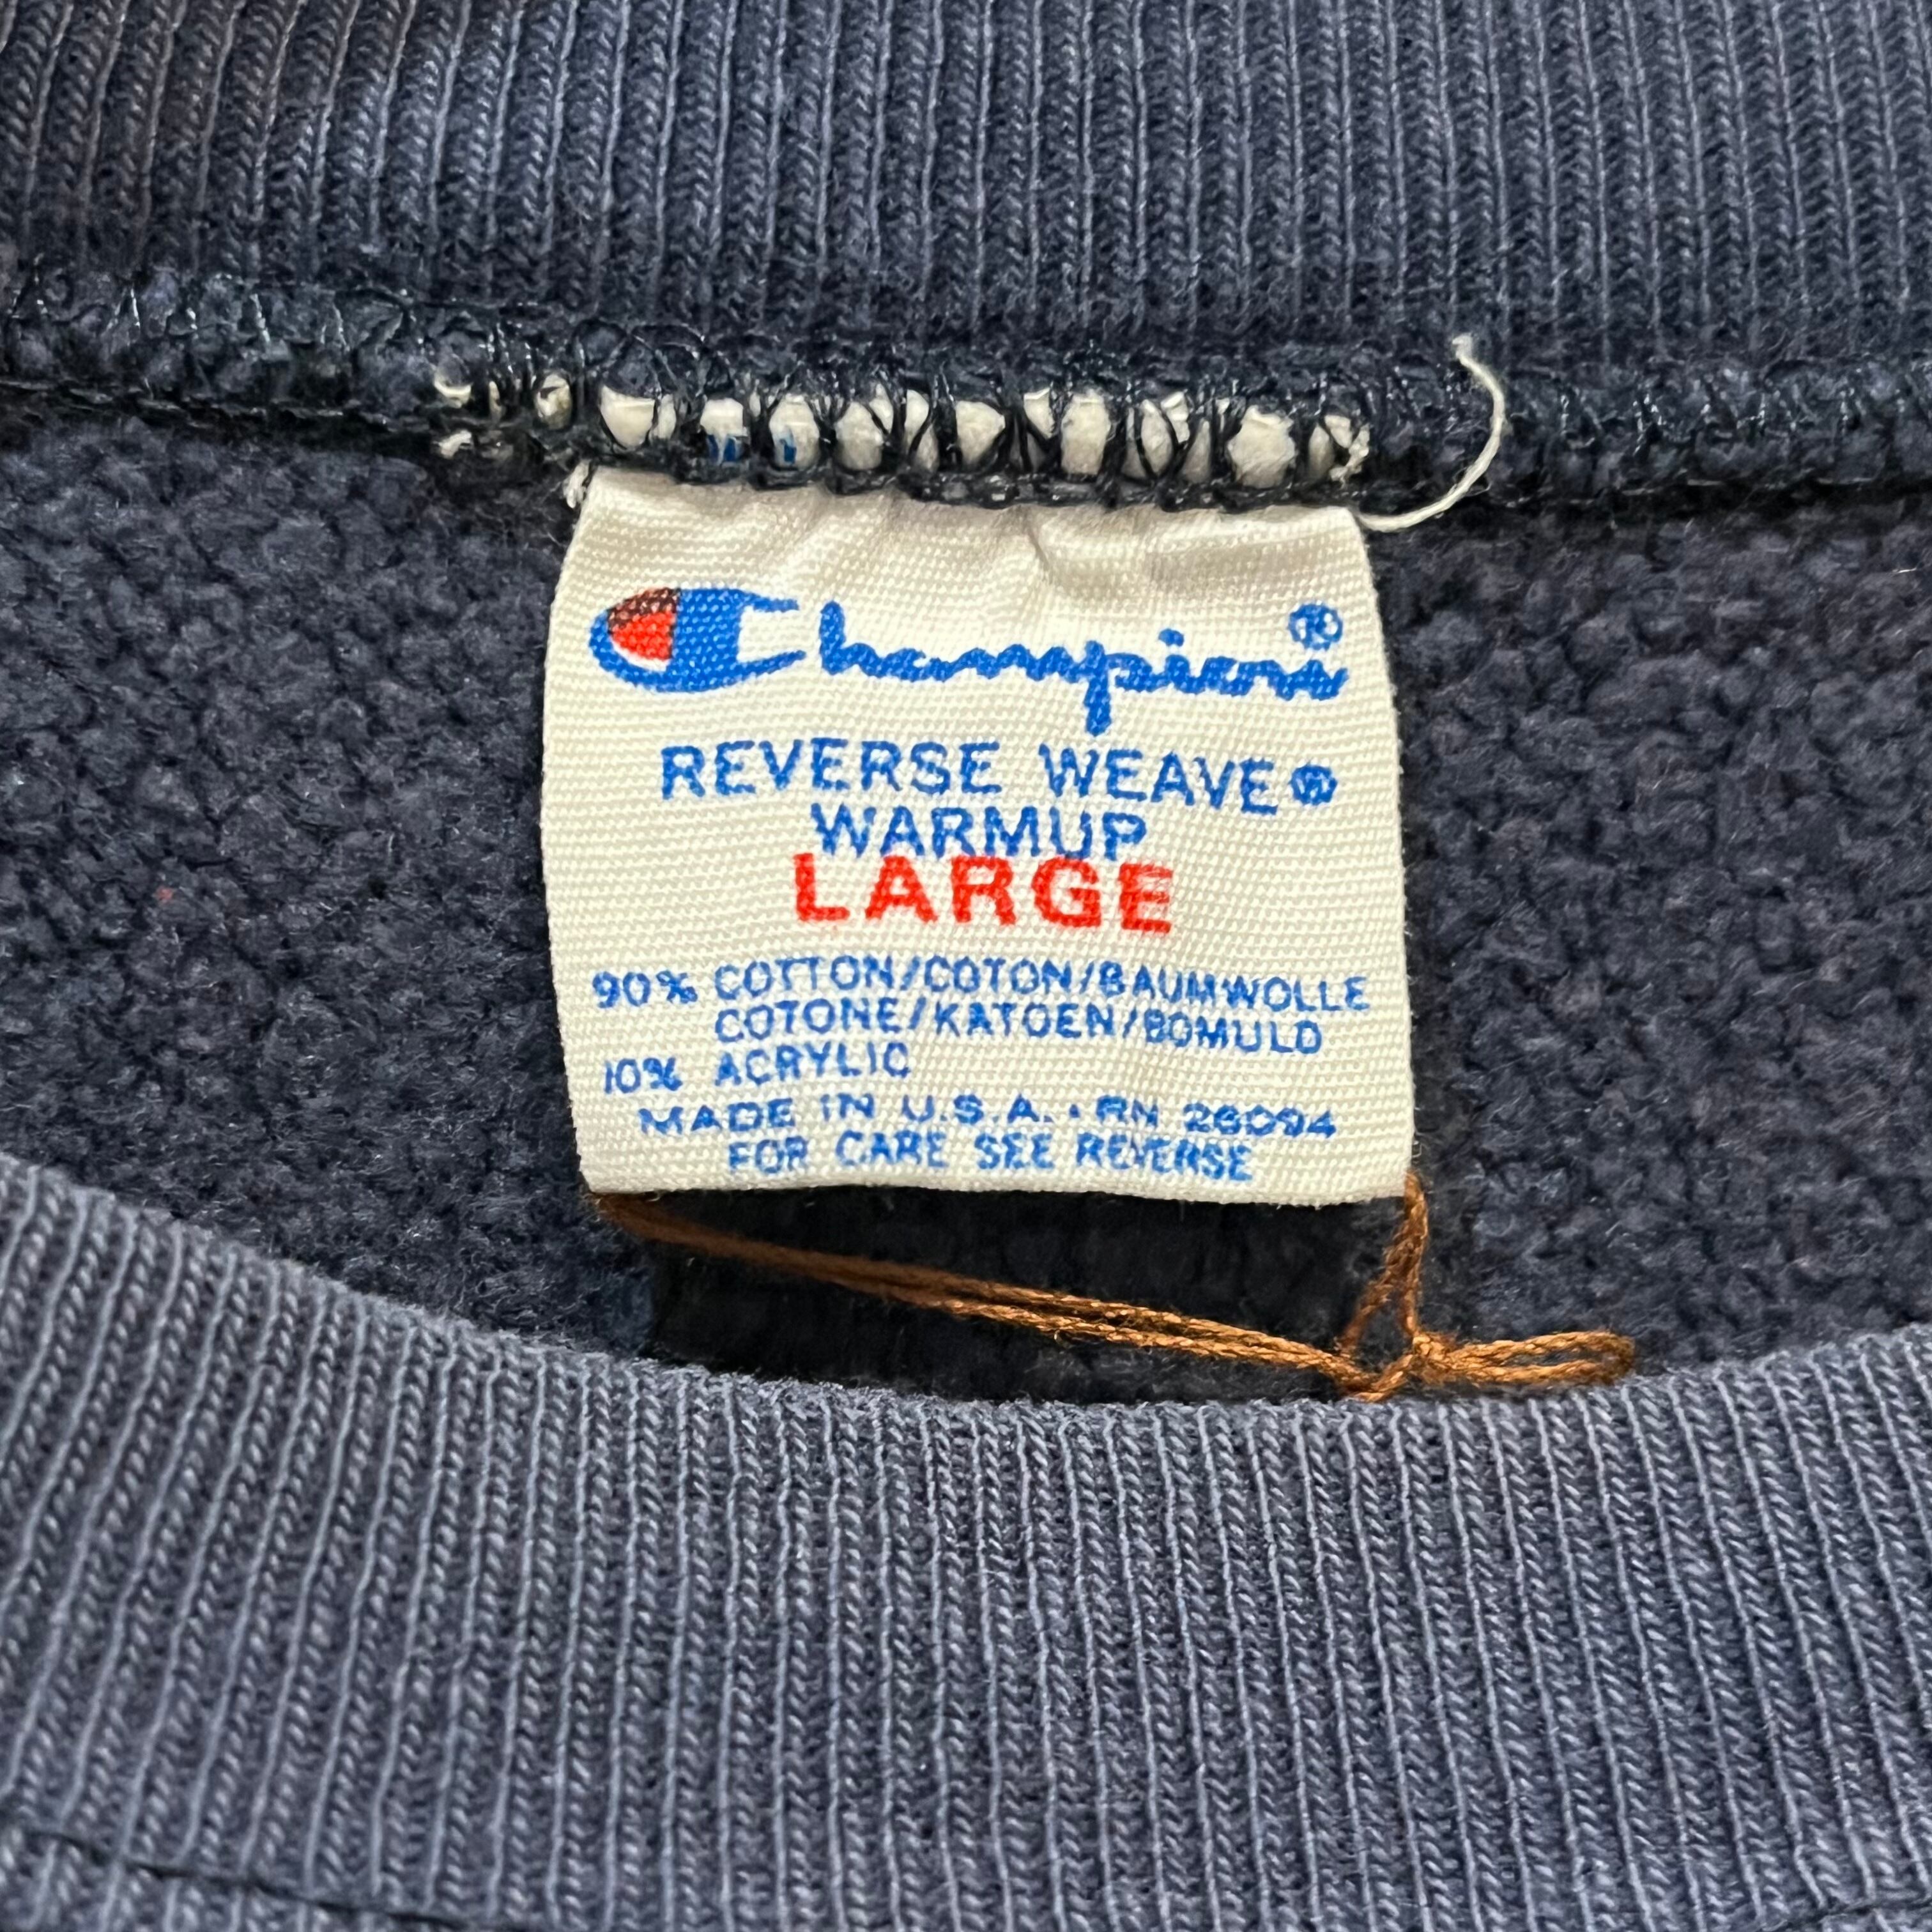 Champion®
REVERSE WEAVE®
WARMUP
LARGE
90% COTTON/COTON/BAUMWOLLE
COTONE/KATOEN/BOMULD
10% ACRYLIC
MADE IN U.S.A. • RN 26094
FOR CARE SEE REVERSE